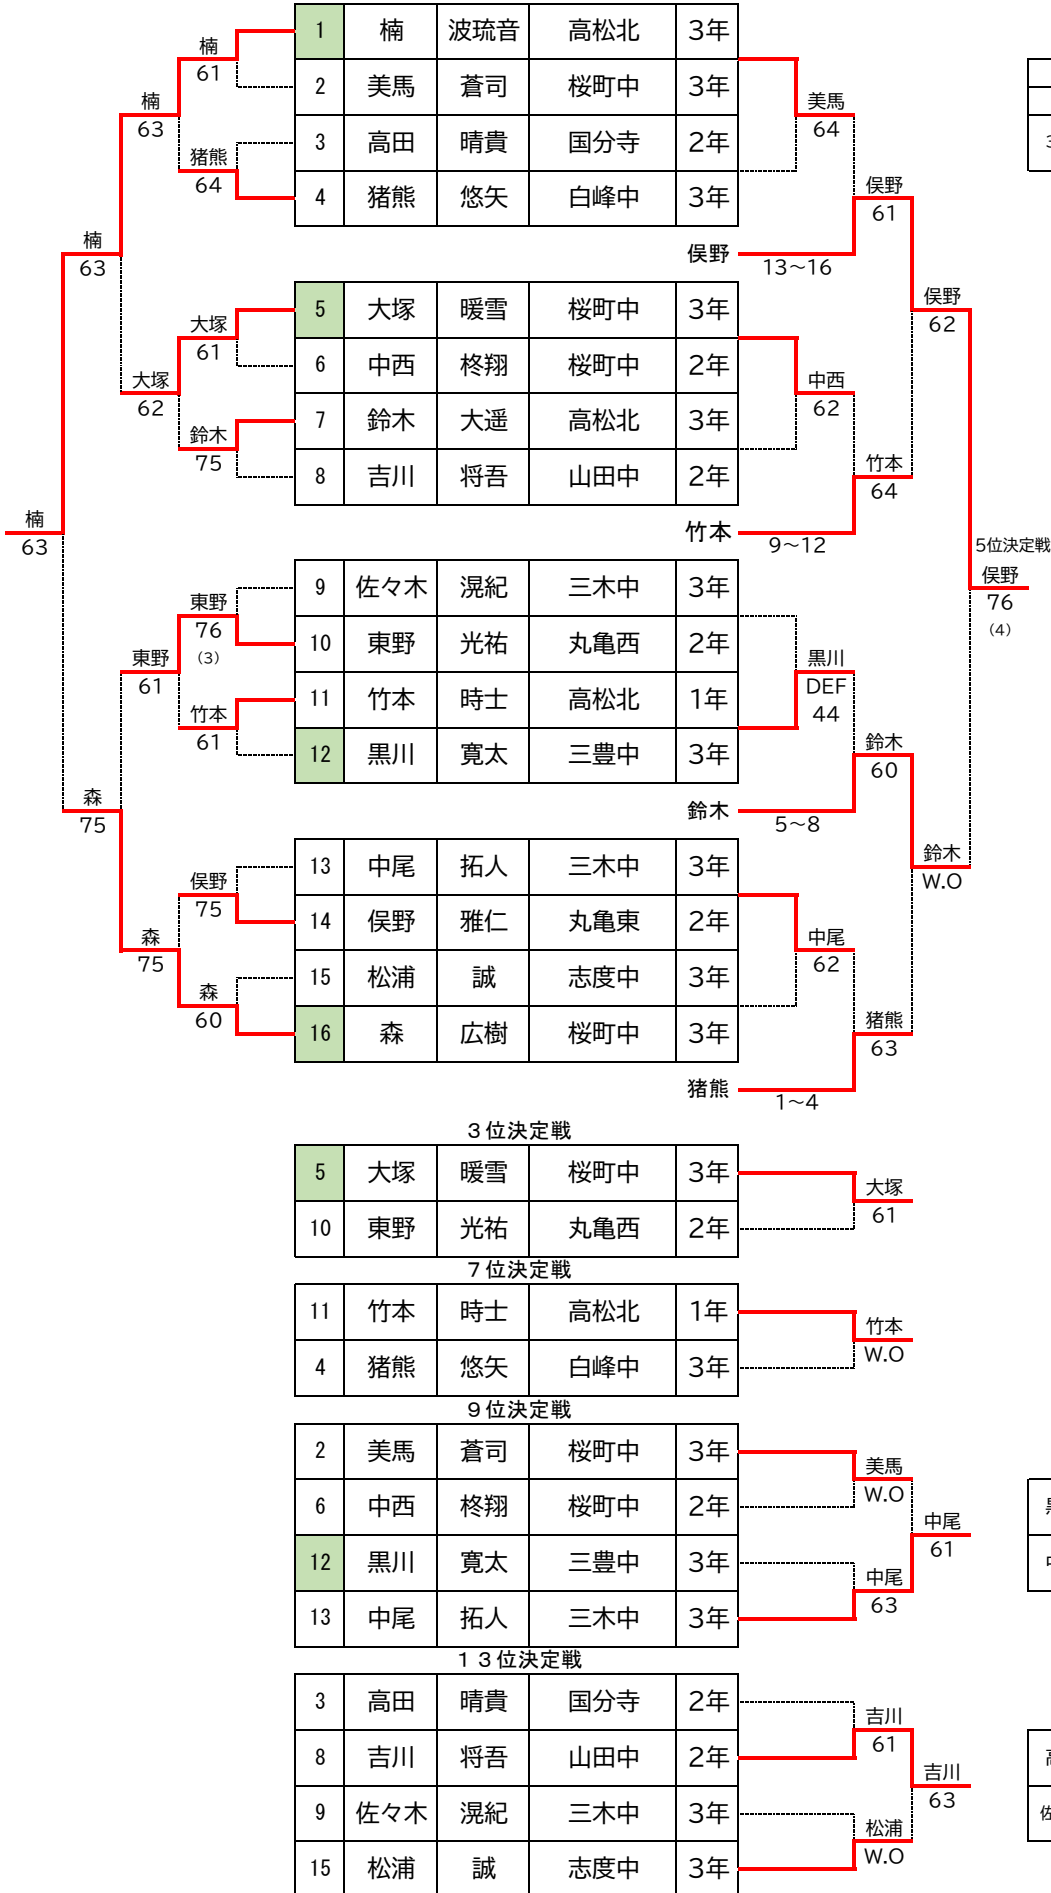 1 楠 波琉音 高松北 3年
楠
61
2 美馬 蒼司 桜町中 3年
楠
63
美馬
64
3 高田 晴貴 国分寺 2年
猪熊
64
4 猪熊 悠矢 白峰中 3年
俣野
61
楠
63
俣野
13~16
5 大塚 暖雪 桜町中 3年
俣野
62
大塚
61
6 中西 柊翔 桜町中 2年
大塚
62
中西
62
7 鈴木 大遥 高松北 3年
鈴木
75
8 吉川 将吾 山田中 2年
竹本
64
楠
63
竹本
9~12
5位決定戦
俣野
76
(4)
9 佐々木 滉紀 三木中 3年
東野
76
(3)
10 東野 光祐 丸亀西 2年
東野
61
黒川
DEF
44
11 竹本 時士 高松北 1年
竹本
61
12 黒川 寛太 三豊中 3年
鈴木
60
森
75
鈴木
5~8
13 中尾 拓人 三木中 3年
鈴木
W.O
俣野
75
14 俣野 雅仁 丸亀東 2年
森
75
中尾
62
15 松浦 誠 志度中 3年
森
60
16 森 広樹 桜町中 3年
猪熊
63
猪熊
1~4
3位決定戦
5 大塚 暖雪 桜町中 3年
大塚
61
10 東野 光祐 丸亀西 2年
7位決定戦
11 竹本 時士 高松北 1年
竹本
W.O
4 猪熊 悠矢 白峰中 3年
9位決定戦
2 美馬 蒼司 桜町中 3年
美馬
W.O
6 中西 柊翔 桜町中 2年
中尾
61
12 黒川 寛太 三豊中 3年
中尾
63
13 中尾 拓人 三木中 3年
13位決定戦
3 高田 晴貴 国分寺 2年
吉川
61
8 吉川 将吾 山田中 2年
吉川
63
9 佐々木 滉紀 三木中 3年
松浦
W.O
15 松浦 誠 志度中 3年